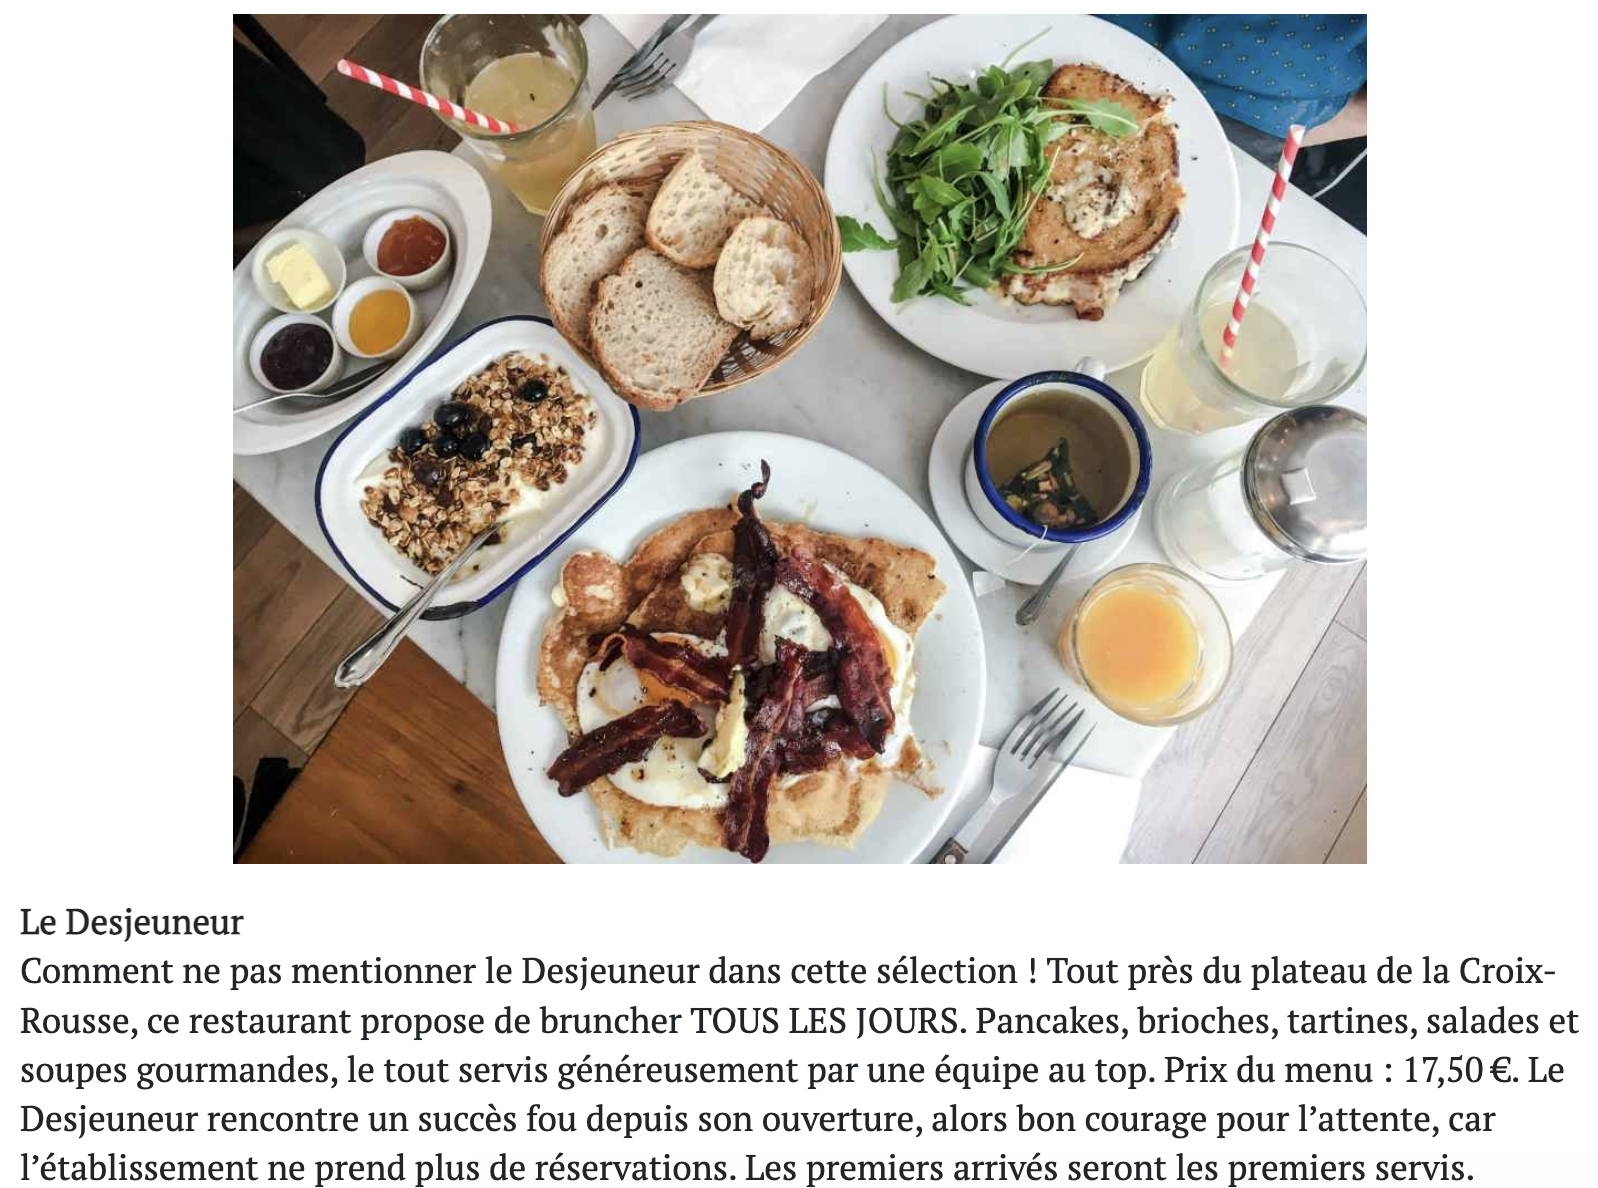 Le Desjeuneur
Comment ne pas mentionner le Desjeuneur dans cette sélection ! Tout près du plateau de la Croix-
Rousse, ce restaurant propose de bruncher TOUS LES JOURS. Pancakes, brioches, tartines, salades et
soupes gourmandes, le tout servis généreusement par une équipe au top. Prix du menu : 17,50 €. Le
Desjeuneur rencontre un succès fou depuis son ouverture, alors bon courage pour l’attente, car
l’établissement ne prend plus de réservations. Les premiers arrivés seront les premiers servis.